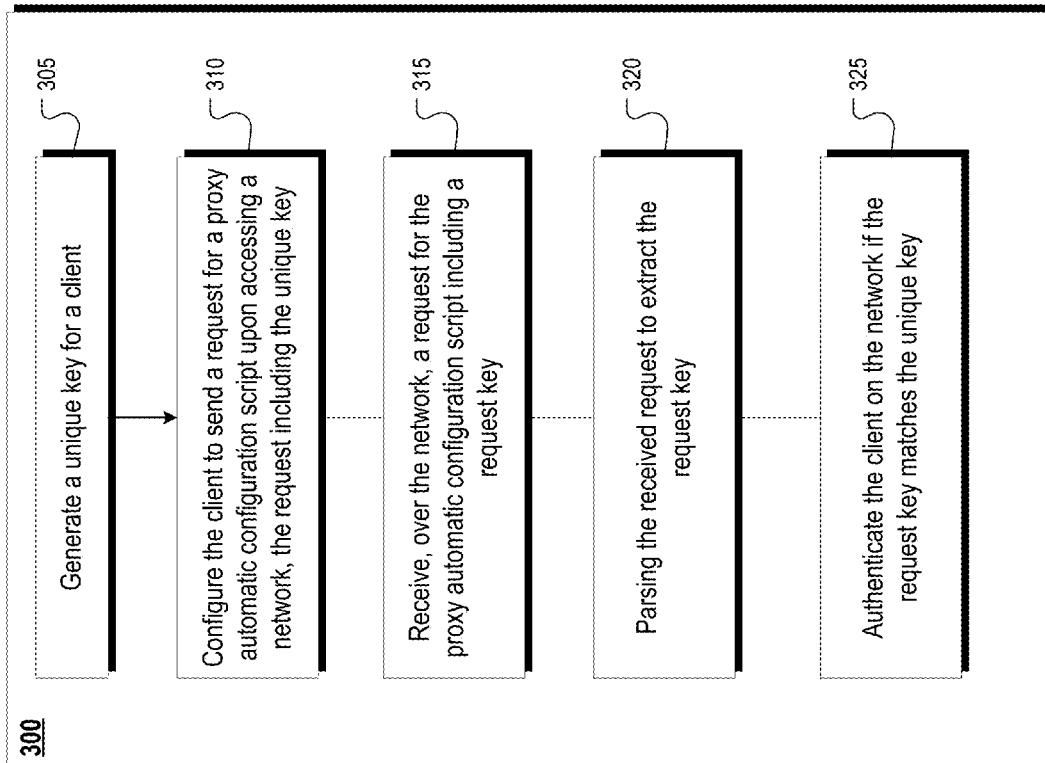 300
Generate a unique key for a client
305
Configure the client to send a request for a proxy
automatic configuration script upon accessing a
network, the request including the unique key
310
Receive, over the network, a request for the
proxy automatic configuration script including a
request key
315
Parsing the received request to extract the
request key
320
Authenticate the client on the network if the
request key matches the unique key
325